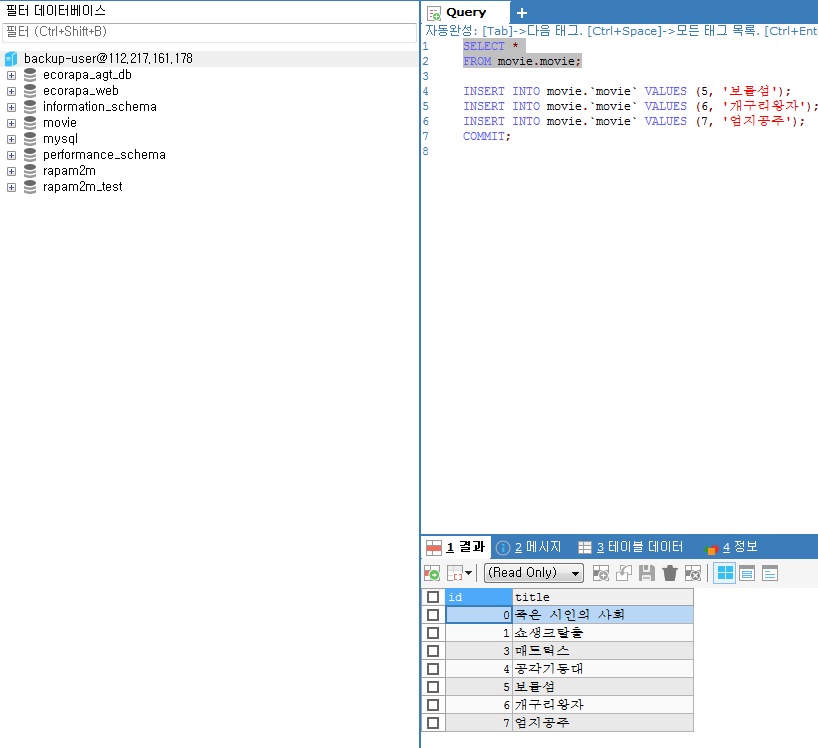 필터 데이터베이스
필터 (Ctrl+Shift+B)
backup-user@112,217,161,178
ecorapa_agt_db
ecorapa_web
information_schema
movie
mysql
performance_schema
rapam2m
rapam2m_test
Query
자동완성: [Tab]->다음 태그. [Ctrl+Space]->모든 태그 목록. [Ctrl+Ent
1 SELECT *
2 FROM movie.movie;
3
4 INSERT INTO movie.`movie` VALUES (5, '보물섬');
5 INSERT INTO movie.`movie` VALUES (6, '개구리왕자');
6 INSERT INTO movie.`movie` VALUES (7, '엄지공주');
7 COMMIT;
8
1 결과 2 메시지 3 테이블 데이터 4 정보
(Read Only)
id title
0 죽은 시인의 사회
1 쇼생크탈출
3 매트릭스
4 공각기동대
5 보물섬
6 개구리왕자
7 엄지공주